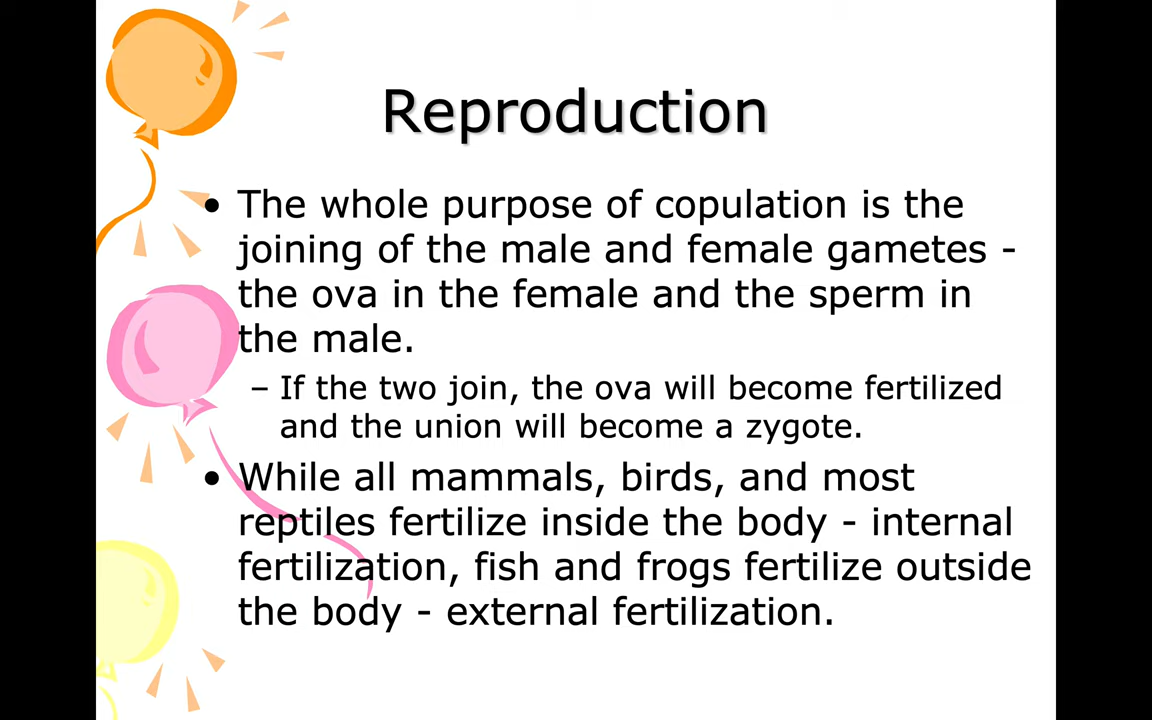 Reproduction
• The whole purpose of copulation is the
joining of the male and female gametes -
the ova in the female and the sperm in
the male.
– If the two join, the ova will become fertilized
and the union will become a zygote.
• While all mammals, birds, and most
reptiles fertilize inside the body - internal
fertilization, fish and frogs fertilize outside
the body - external fertilization.